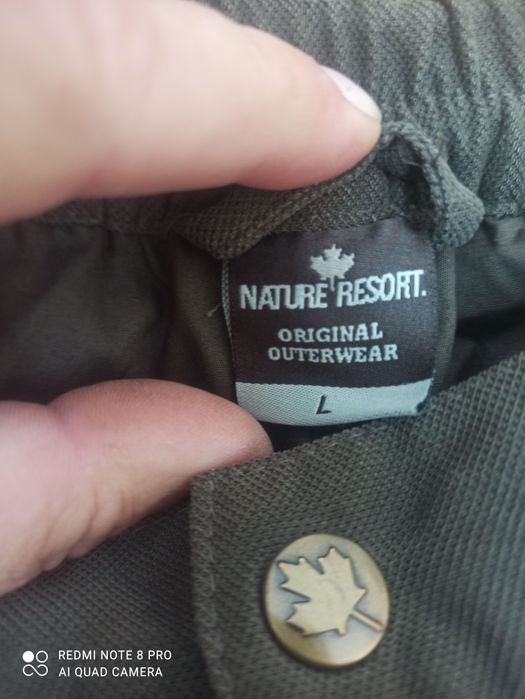 NATURE RESORT.
ORIGINAL
OUTERWEAR
L
REDMI NOTE 8 PRO
AI QUAD CAMERA